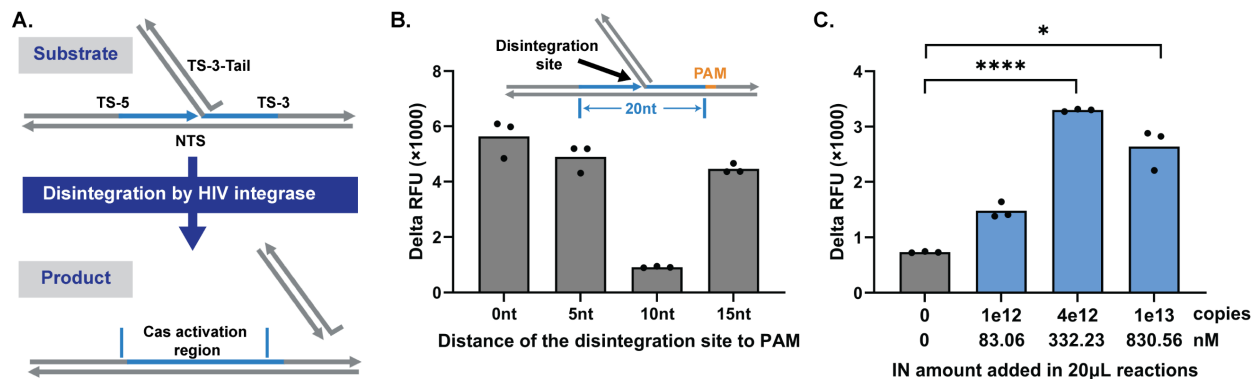 A.
Substrate
TS-3-Tail
TS-5
TS-3
NTS
Disintegration by HIV integrase
Product
Cas activation
region
B.
Disintegration
site
PAM
20nt
Delta RFU (×1000)
8
6
4
2
0
0nt 5nt 10nt 15nt
Distance of the disintegration site to PAM
C.
*
****
Delta RFU (×1000)
4
3
2
1
0
0 1e12 4e12 1e13 copies
0 83.06 332.23 830.56 nM
IN amount added in 20µL reactions